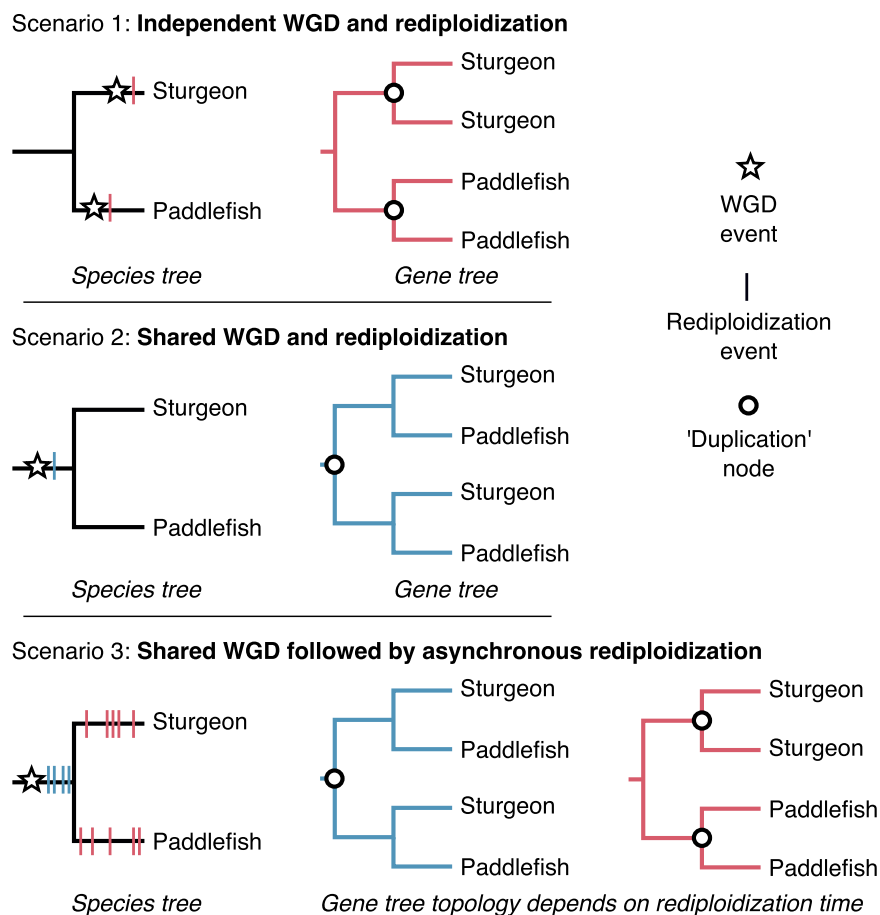 Scenario 1: Independent WGD and rediploidization
Sturgeon
Paddlefish
Species tree
Sturgeon
Sturgeon
Paddlefish
Paddlefish
Gene tree
WGD
event
Rediploidization
event
'Duplication'
node
Scenario 2: Shared WGD and rediploidization
Sturgeon
Paddlefish
Species tree
Sturgeon
Paddlefish
Sturgeon
Paddlefish
Gene tree
Scenario 3: Shared WGD followed by asynchronous rediploidization
Sturgeon
Paddlefish
Species tree
Sturgeon
Paddlefish
Sturgeon
Paddlefish
Sturgeon
Sturgeon
Paddlefish
Paddlefish
Gene tree topology depends on rediploidization time